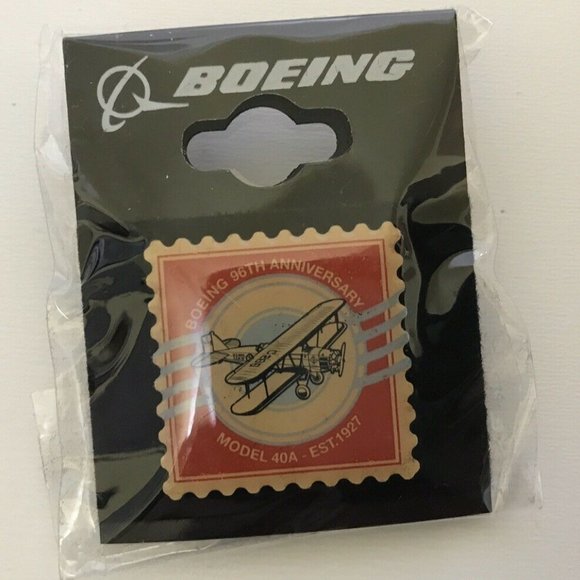 BOEING
BOEING 96TH ANNIVERSARY
MODEL 40A - EST.1927